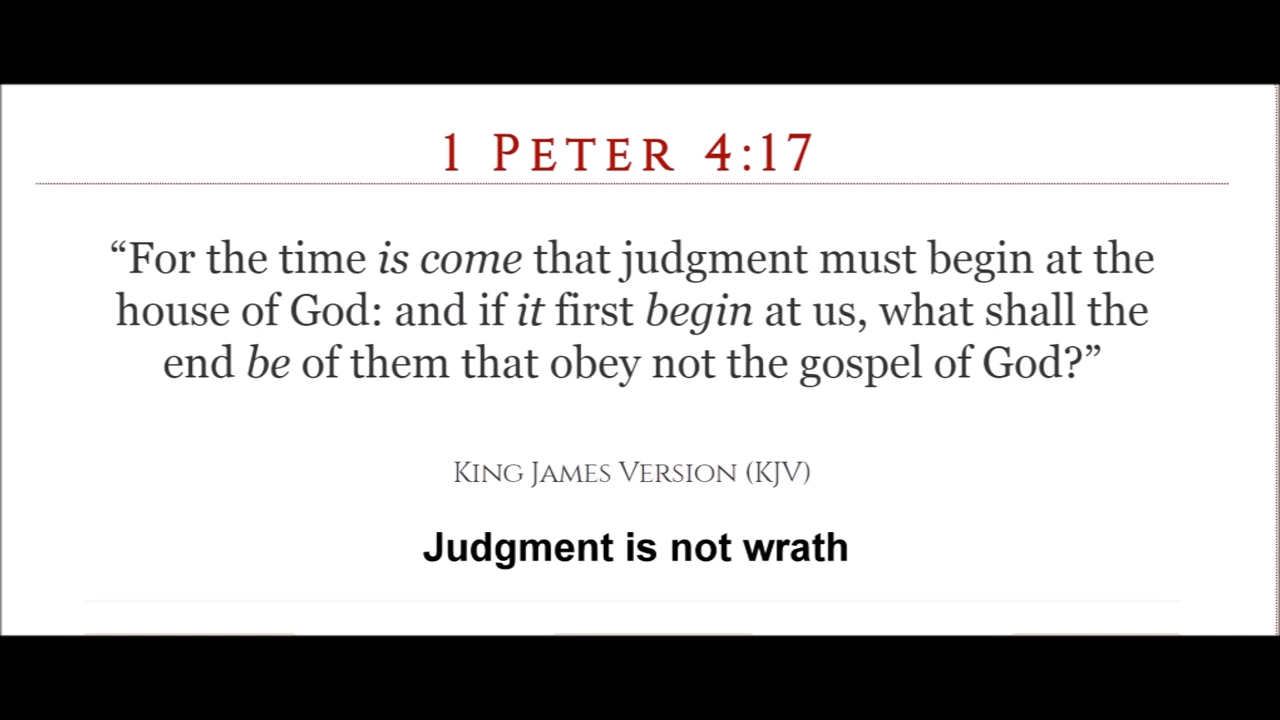 1 Peter 4:17
“For the time is come that judgment must begin at the
house of God: and if it first begin at us, what shall the
end be of them that obey not the gospel of God?”
King James Version (KJV)
Judgment is not wrath